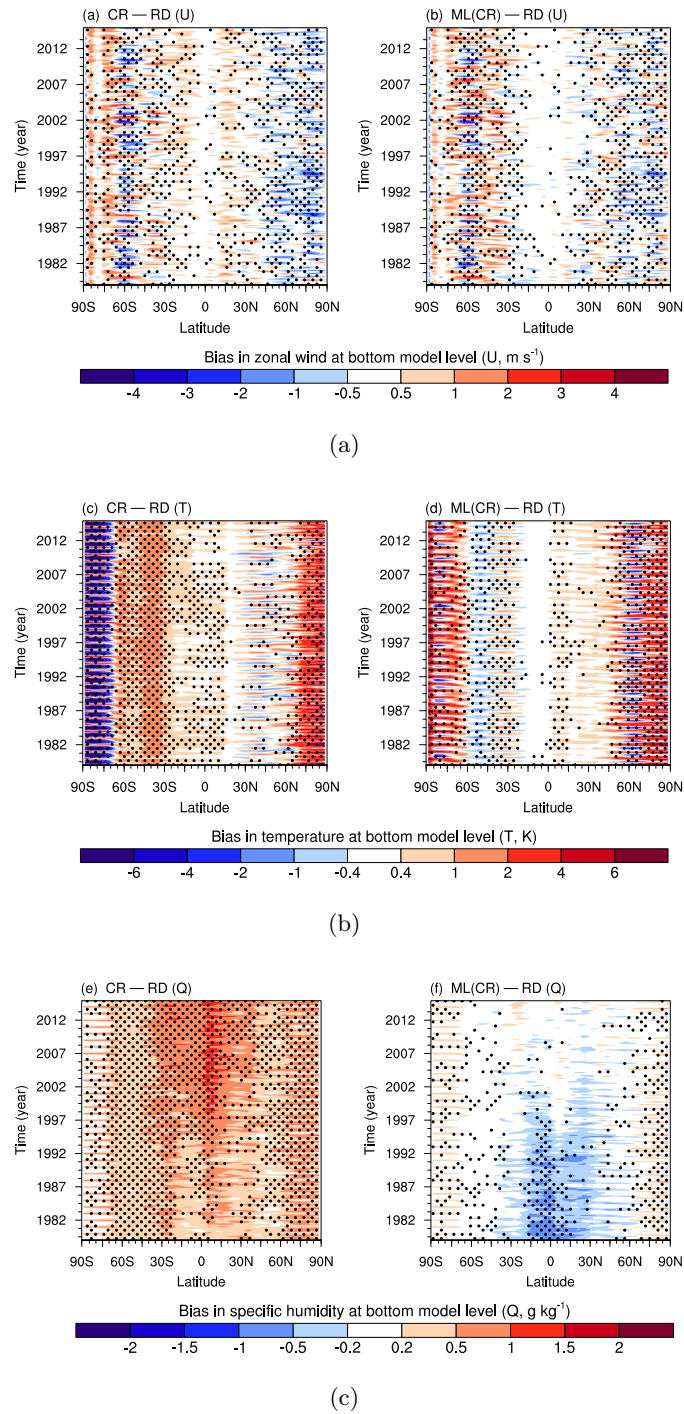 (a) CR — RD (U)
(b) ML(CR) — RD (U)
Time (year)
2012
2007
2002
1997
1992
1987
1982
90S 60S 30S 0 30N 60N 90N
Latitude
Time (year)
2012
2007
2002
1997
1992
1987
1982
90S 60S 30S 0 30N 60N 90N
Latitude
Bias in zonal wind at bottom model level (U, m s⁻¹)
-4 -3 -2 -1 -0.5 0.5 1 2 3 4
(a)
(c) CR — RD (T)
(d) ML(CR) — RD (T)
Time (year)
2012
2007
2002
1997
1992
1987
1982
90S 60S 30S 0 30N 60N 90N
Latitude
Time (year)
2012
2007
2002
1997
1992
1987
1982
90S 60S 30S 0 30N 60N 90N
Latitude
Bias in temperature at bottom model level (T, K)
-6 -4 -2 -1 -0.4 0.4 1 2 4 6
(b)
(e) CR — RD (Q)
(f) ML(CR) — RD (Q)
Time (year)
2012
2007
2002
1997
1992
1987
1982
90S 60S 30S 0 30N 60N 90N
Latitude
Time (year)
2012
2007
2002
1997
1992
1987
1982
90S 60S 30S 0 30N 60N 90N
Latitude
Bias in specific humidity at bottom model level (Q, g kg⁻¹)
-2 -1.5 -1 -0.5 -0.2 0.2 0.5 1 1.5 2
(c)